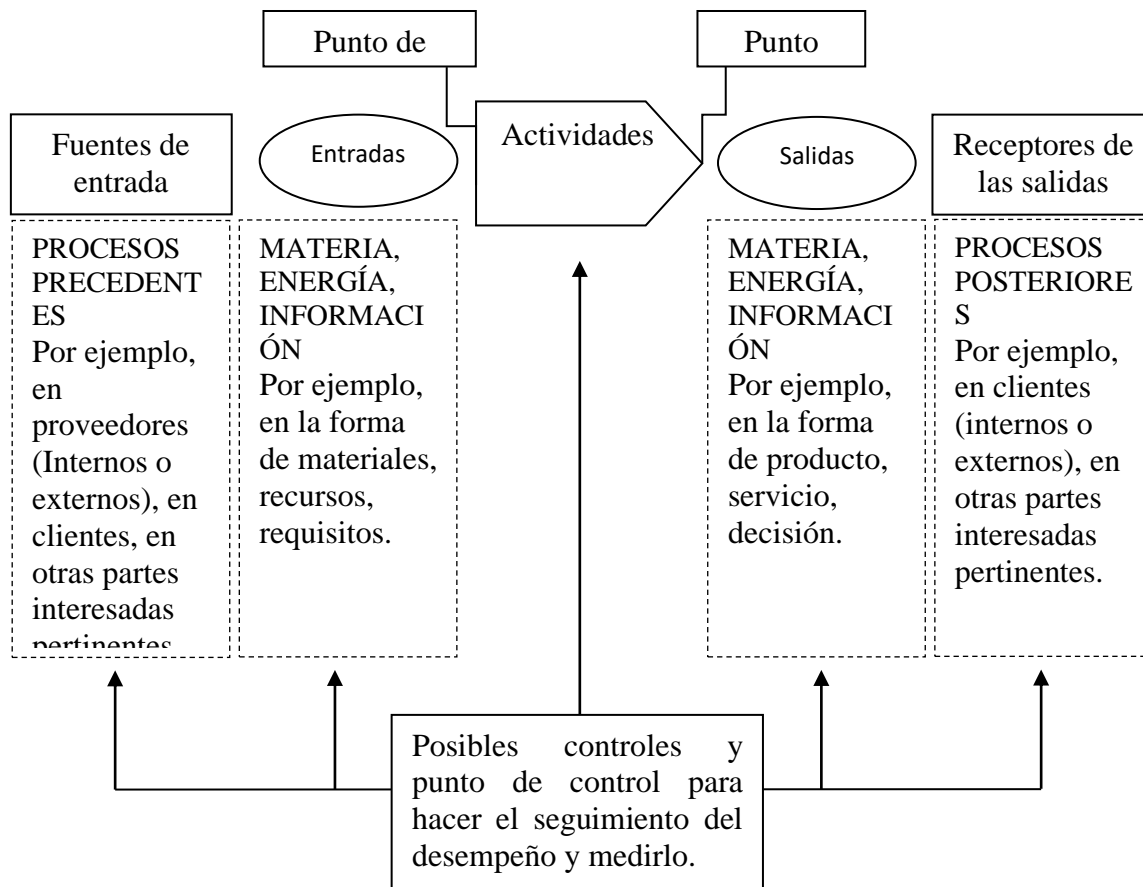 Punto de
Punto
Fuentes de
entrada
Entradas
Actividades
Salidas
Receptores de
las salidas
PROCESOS
PRECEDENT
ES
Por ejemplo,
en
proveedores
(Internos o
externos), en
clientes, en
otras partes
interesadas
pertinentes
MATERIA,
ENERGÍA,
INFORMACI
ÓN
Por ejemplo,
en la forma
de materiales,
recursos,
requisitos.
MATERIA,
ENERGÍA,
INFORMACI
ÓN
Por ejemplo,
en la forma
de producto,
servicio,
decisión.
PROCESOS
POSTERIORE
S
Por ejemplo,
en clientes
(internos o
externos), en
otras partes
interesadas
pertinentes.
Posibles controles y
punto de control para
hacer el seguimiento del
desempeño y medirlo.